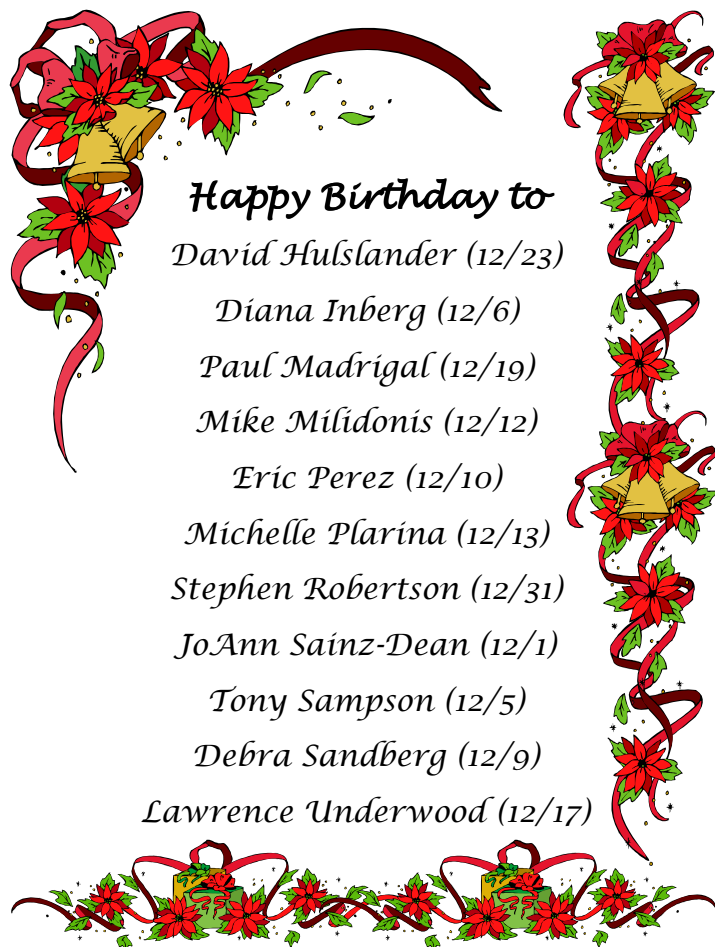 Happy Birthday to
David Hulslander (12/23)
Diana Inberg (12/6)
Paul Madrigal (12/19)
Mike Milidonis (12/12)
Eric Perez (12/10)
Michelle Plarina (12/13)
Stephen Robertson (12/31)
JoAnn Sainz-Dean (12/1)
Tony Sampson (12/5)
Debra Sandberg (12/9)
Lawrence Underwood (12/17)